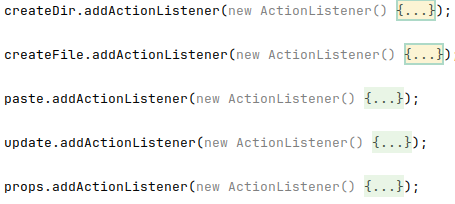 createDir.addActionListener(new ActionListener() {...});
createFile.addActionListener(new ActionListener() {...});
paste.addActionListener(new ActionListener() {...});
update.addActionListener(new ActionListener() {...});
props.addActionListener(new ActionListener() {...});